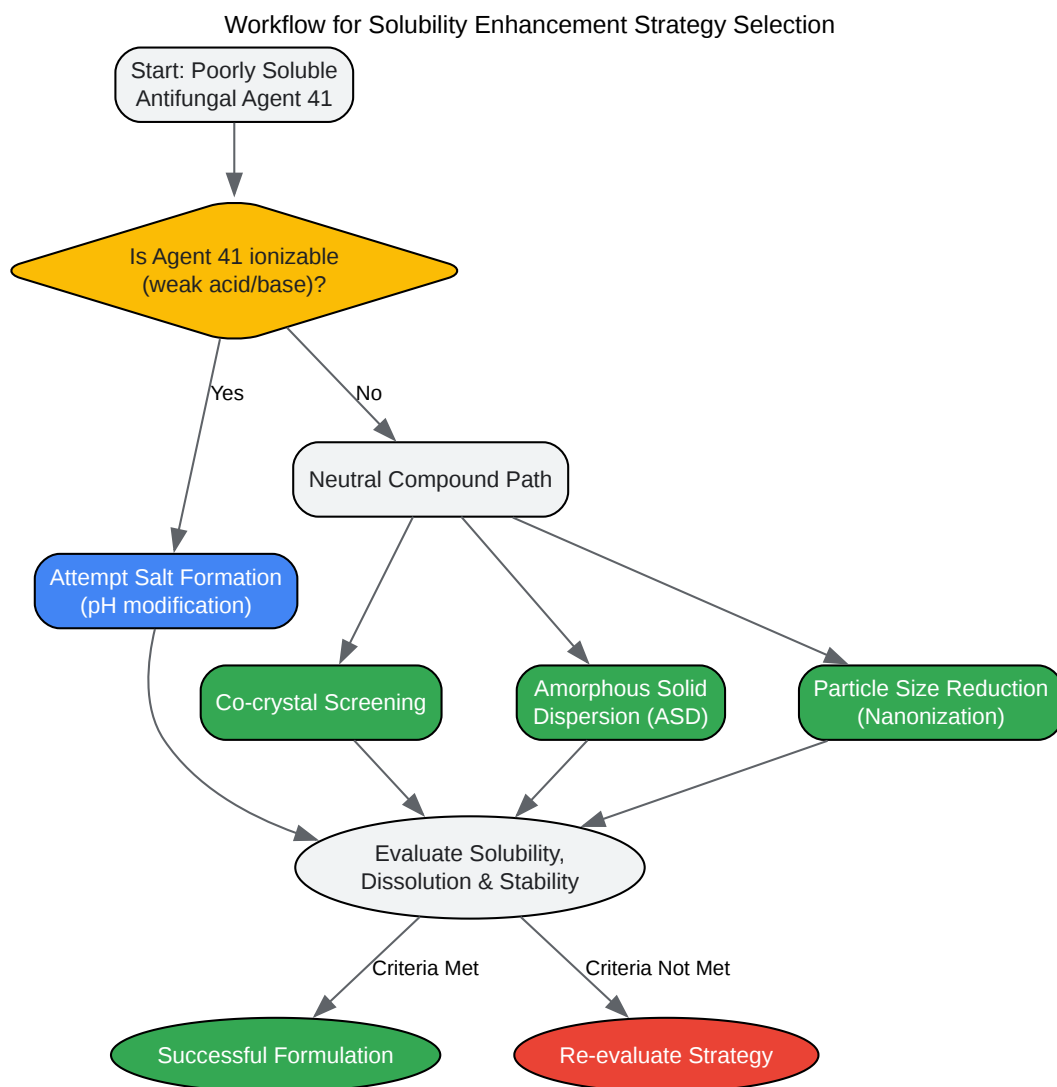 Workflow for Solubility Enhancement Strategy Selection
Start: Poorly Soluble
Antifungal Agent 41
Is Agent 41 ionizable
(weak acid/base)?
Yes
No
Neutral Compound Path
Attempt Salt Formation
(pH modification)
Co-crystal Screening
Amorphous Solid
Dispersion (ASD)
Particle Size Reduction
(Nanonization)
Evaluate Solubility,
Dissolution & Stability
Criteria Met
Criteria Not Met
Successful Formulation
Re-evaluate Strategy